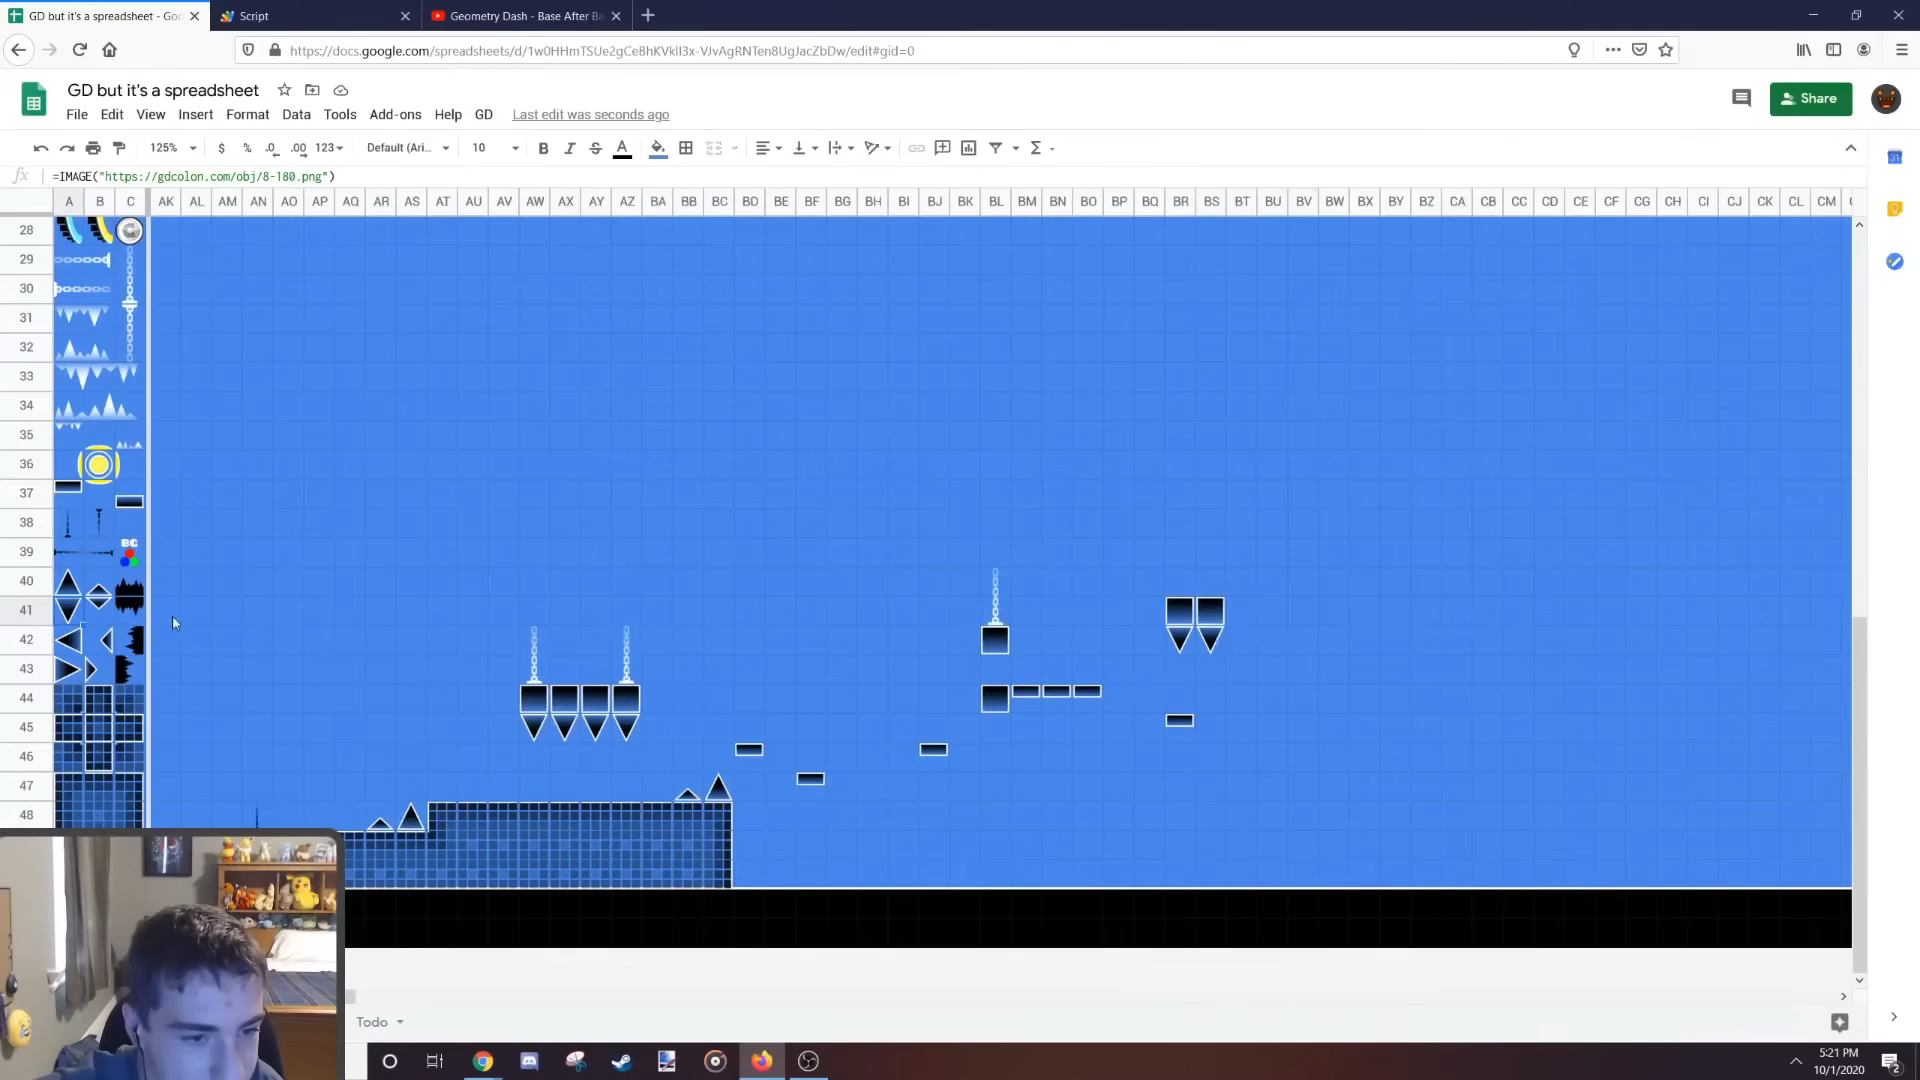 GD but it's a spreadsheet - Goo
Script
Geometry Dash - Base After Ba
https://docs.google.com/spreadsheets/d/1w0HHmTSUe2gCeBhKVklI3x-VJvAgRNTen8UgJacZbDw/edit#gid=0
GD but it's a spreadsheet
Share
File Edit View Insert Format Data Tools Add-ons Help GD Last edit was seconds ago
125% $ % .0 .00 123 Default (Ari... 10 B I S A Σ
fx =IMAGE("https://gdcolon.com/obj/8-180.png")
A B C AK AL AM AN AO AP AQ AR AS AT AU AV AW AX AY AZ BA BB BC BD BE BF BG BH BI BJ BK BL BM BN BO BP BQ BR BS BT BU BV BW BX BY BZ CA CB CC CD CE CF CG CH CI CJ CK CL CM
28
29
30
31
32
33
34
35
36
37
38
39 BG
40
41
42
43
44
45
46
47
48
Todo
5:21 PM
10/1/2020
2